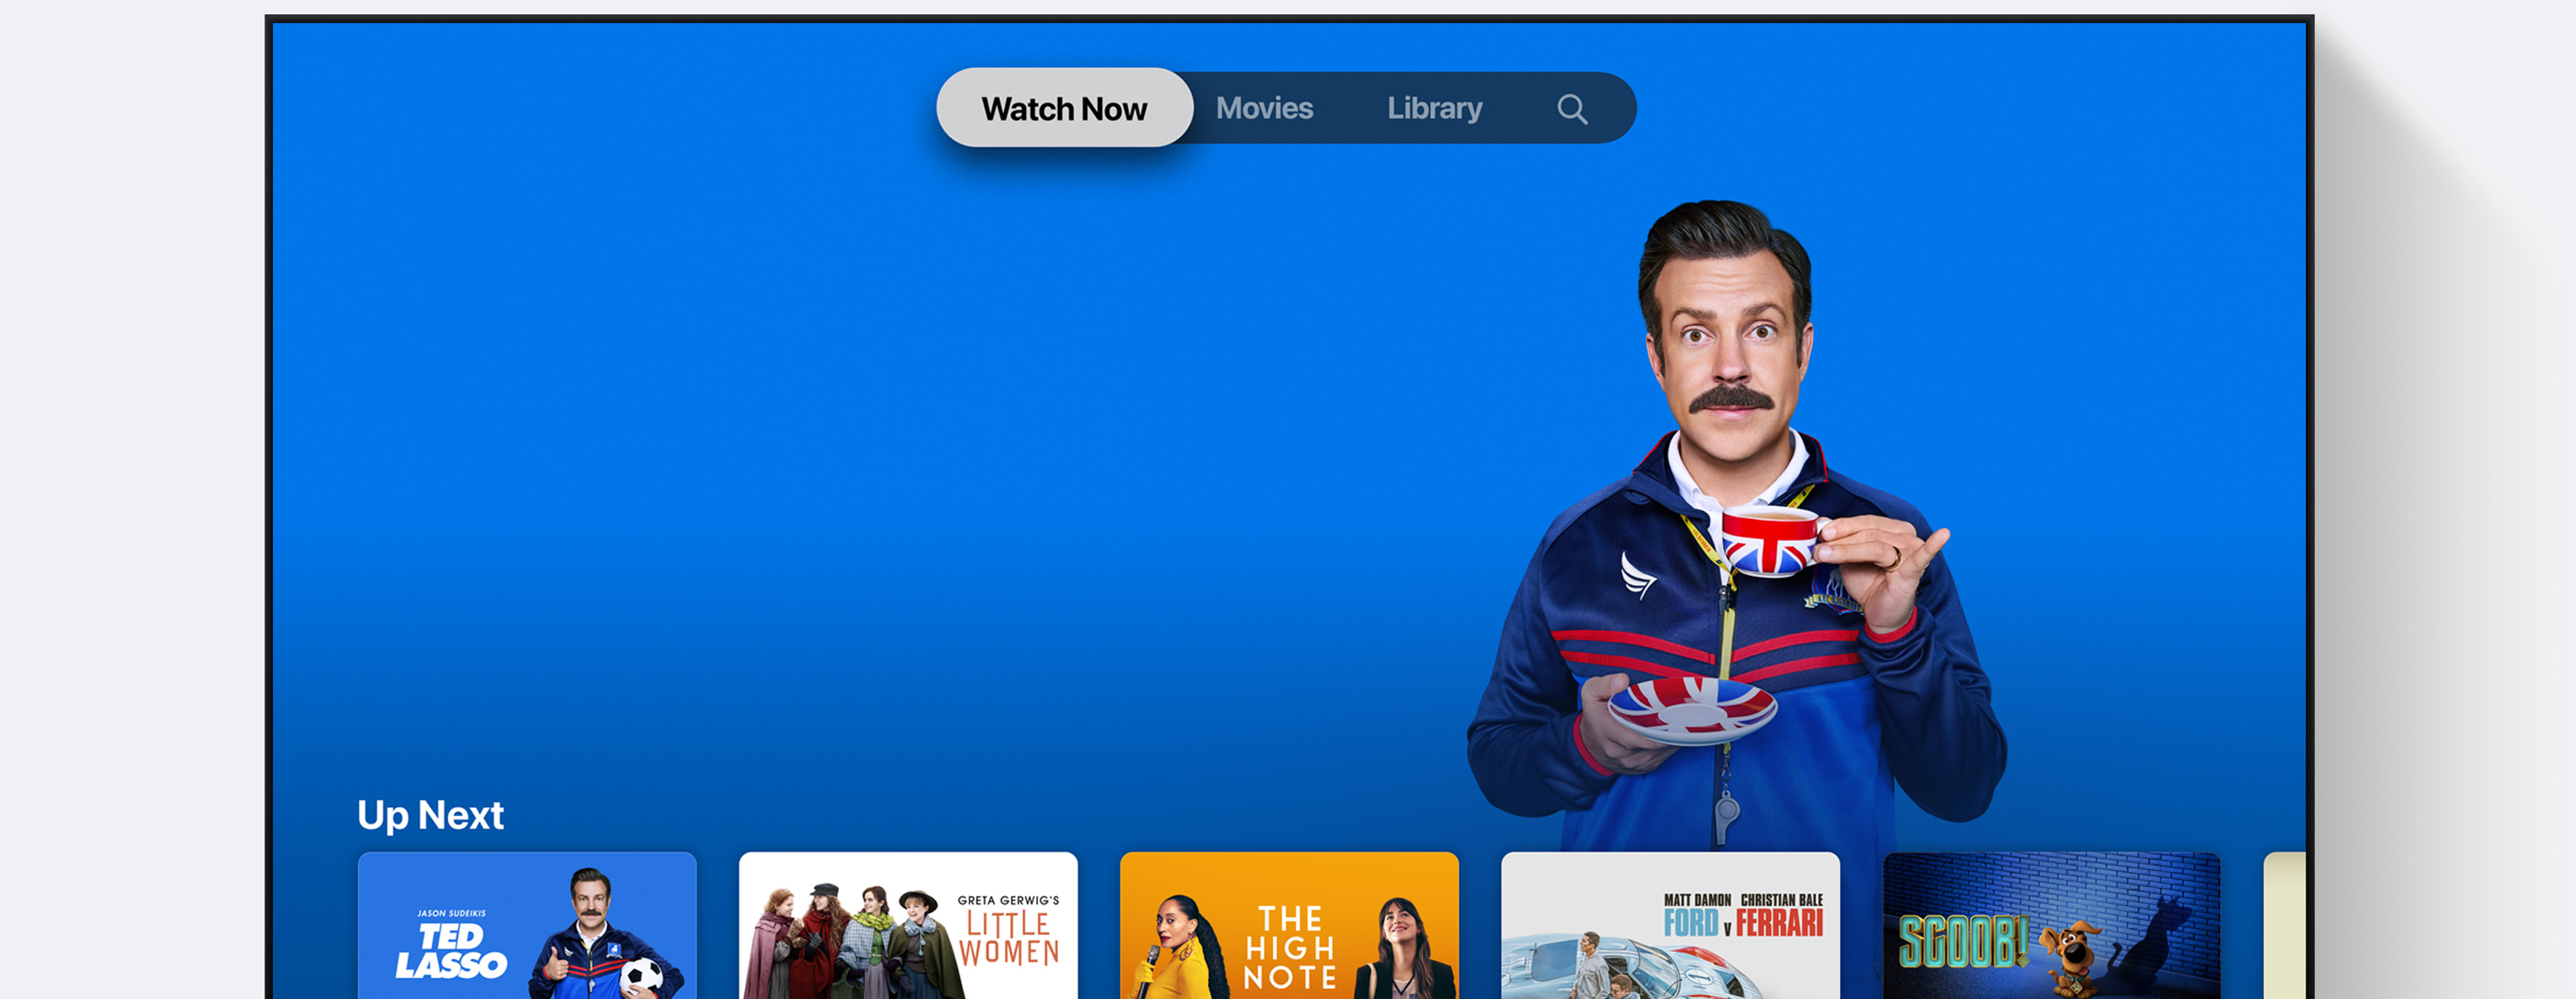 Watch Now Movies Library
Up Next
JASON SUDEIKIS
TED
LASSO
GRETA GERWIG'S
LITTLE
WOMEN
THE
HIGH
NOTE
MATT DAMON CHRISTIAN BALE
FORD v FERRARI
SCOOB!